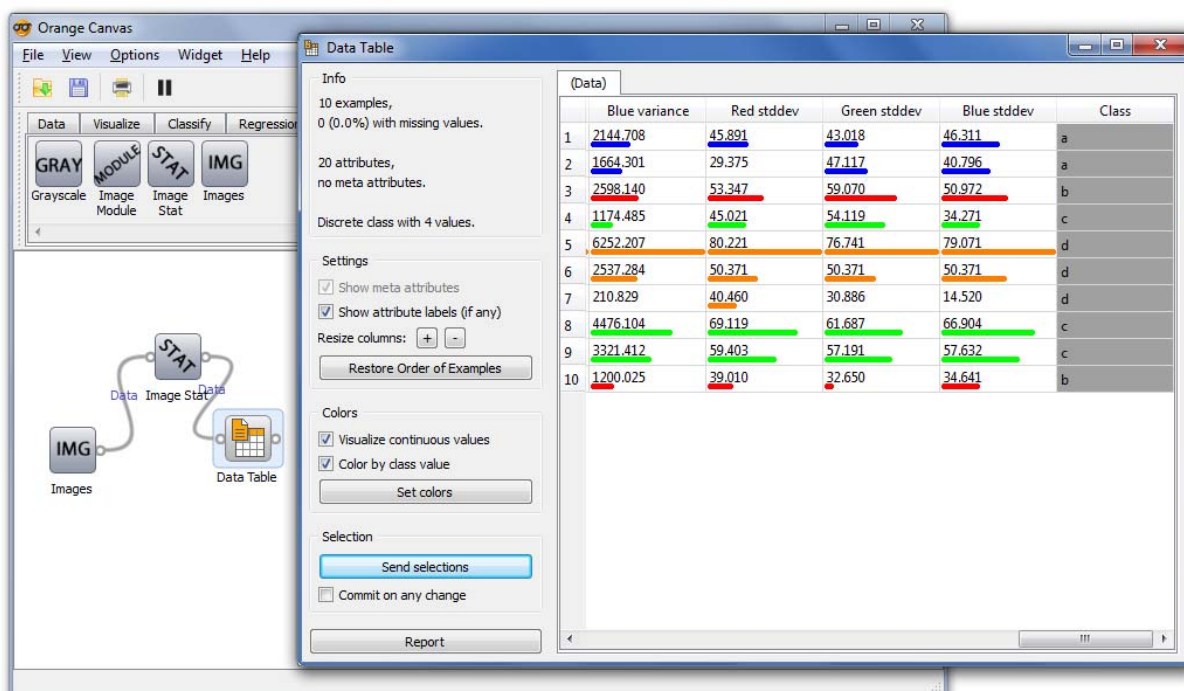 Orange Canvas
File View Options Widget Help
Data Visualize Classify Regression
GRAY MODULE STAT IMG
Grayscale Image Module Image Stat Images
STAT
Data Image Stat Data
IMG
Images
Data Table
Data Table
Info
10 examples,
0 (0.0%) with missing values.
20 attributes,
no meta attributes.
Discrete class with 4 values.
Settings
Show meta attributes
Show attribute labels (if any)
Resize columns: + -
Restore Order of Examples
Colors
Visualize continuous values
Color by class value
Set colors
Selection
Send selections
Commit on any change
Report
(Data)
Blue variance Red stddev Green stddev Blue stddev Class
1 2144.708 45.891 43.018 46.311 a
2 1664.301 29.375 47.117 40.796 a
3 2598.140 53.347 59.070 50.972 b
4 1174.485 45.021 54.119 34.271 c
5 6252.207 80.221 76.741 79.071 d
6 2537.284 50.371 50.371 50.371 d
7 210.829 40.460 30.886 14.520 d
8 4476.104 69.119 61.687 66.904 c
9 3321.412 59.403 57.191 57.632 c
10 1200.025 39.010 32.650 34.641 b